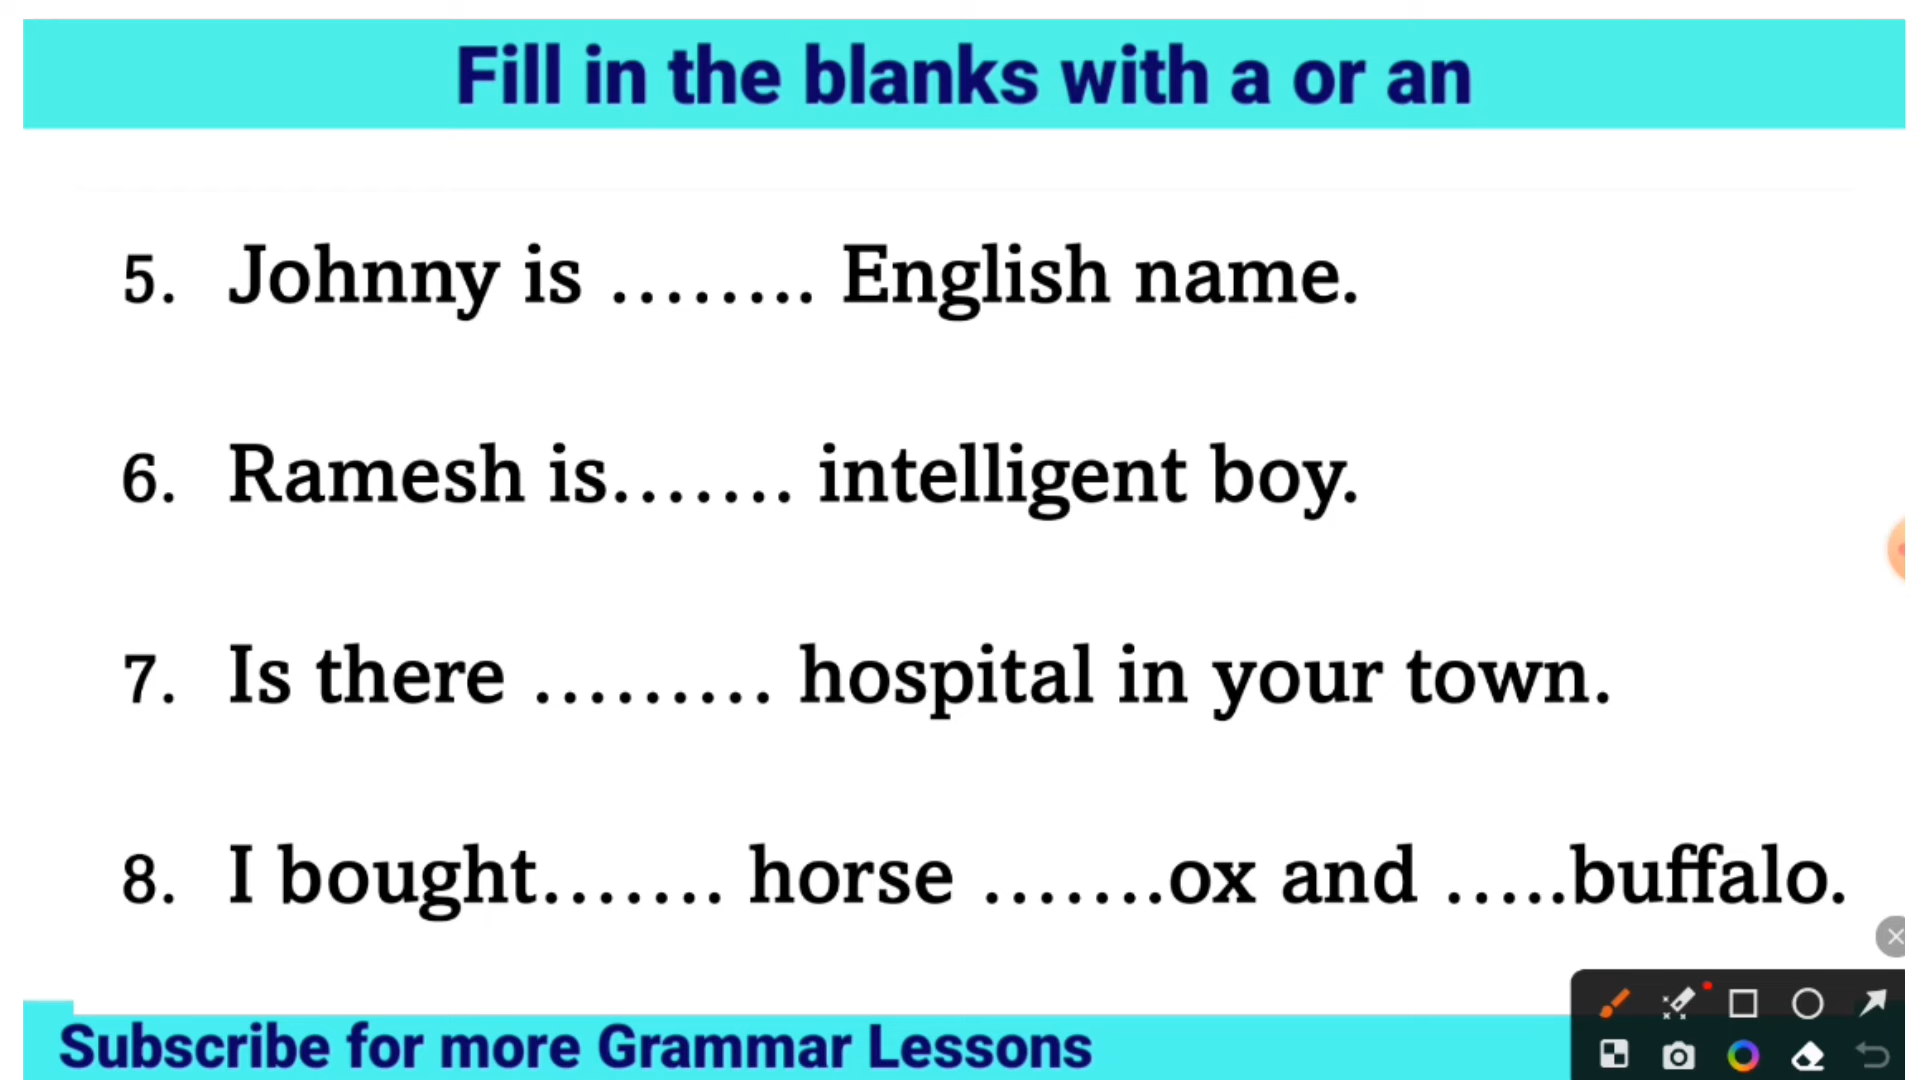 Fill in the blanks with a or an
5. Johnny is ........ English name.
6. Ramesh is....... intelligent boy.
7. Is there ......... hospital in your town.
8. I bought....... horse .......ox and .....buffalo.
Subscribe for more Grammar Lessons